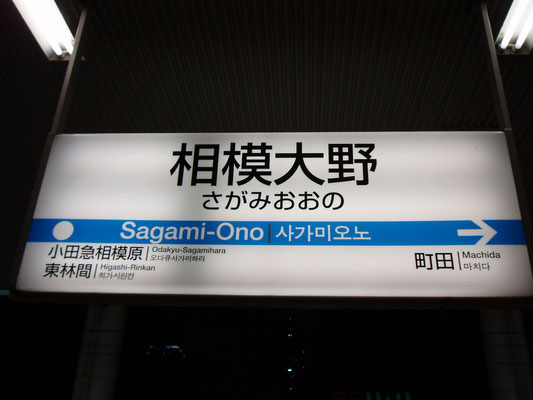 相模大野
さがみおおの
Sagami-Ono 사가미오노
小田急相模原 Odakyu-Sagamihara
오다큐사가미하라
東林間 Higashi-Rinkan
히가시린칸
町田 Machida
마치다